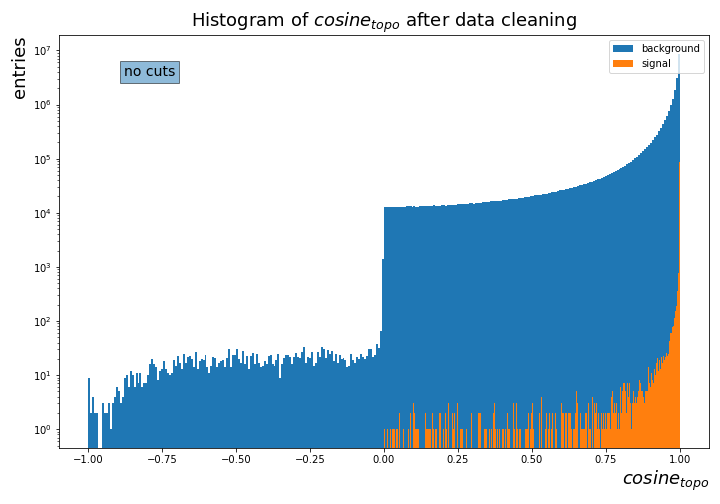 Histogram of cosine_topo after data cleaning
entries
no cuts
background
signal
10^7
10^6
10^5
10^4
10^3
10^2
10^1
10^0
−1.00 −0.75 −0.50 −0.25 0.00 0.25 0.50 0.75 1.00
cosine_topo